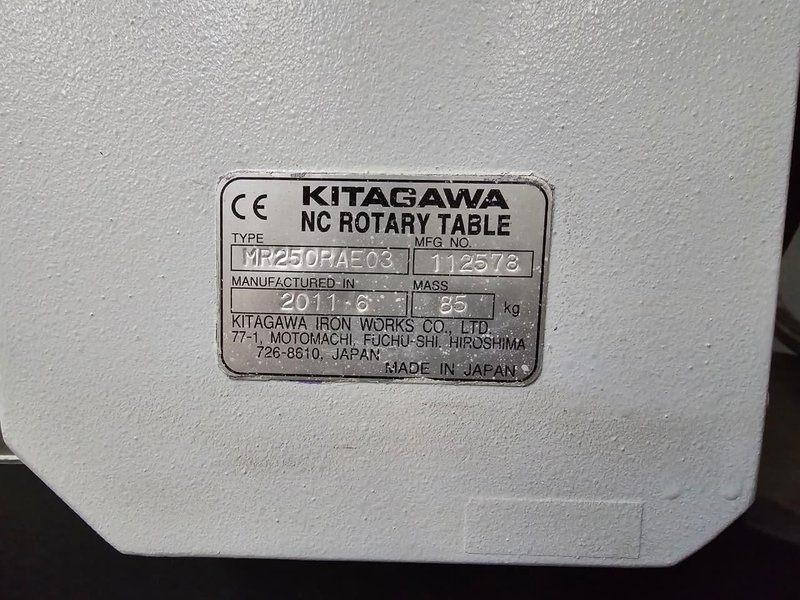 CE KITAGAWA
NC ROTARY TABLE
TYPE MFG NO.
MR250RAE03 112578
MANUFACTURED IN MASS
2011-6 85 kg
KITAGAWA IRON WORKS CO., LTD.
77-1, MOTOMACHI, FUCHU-SHI, HIROSHIMA
726-8610, JAPAN
MADE IN JAPAN